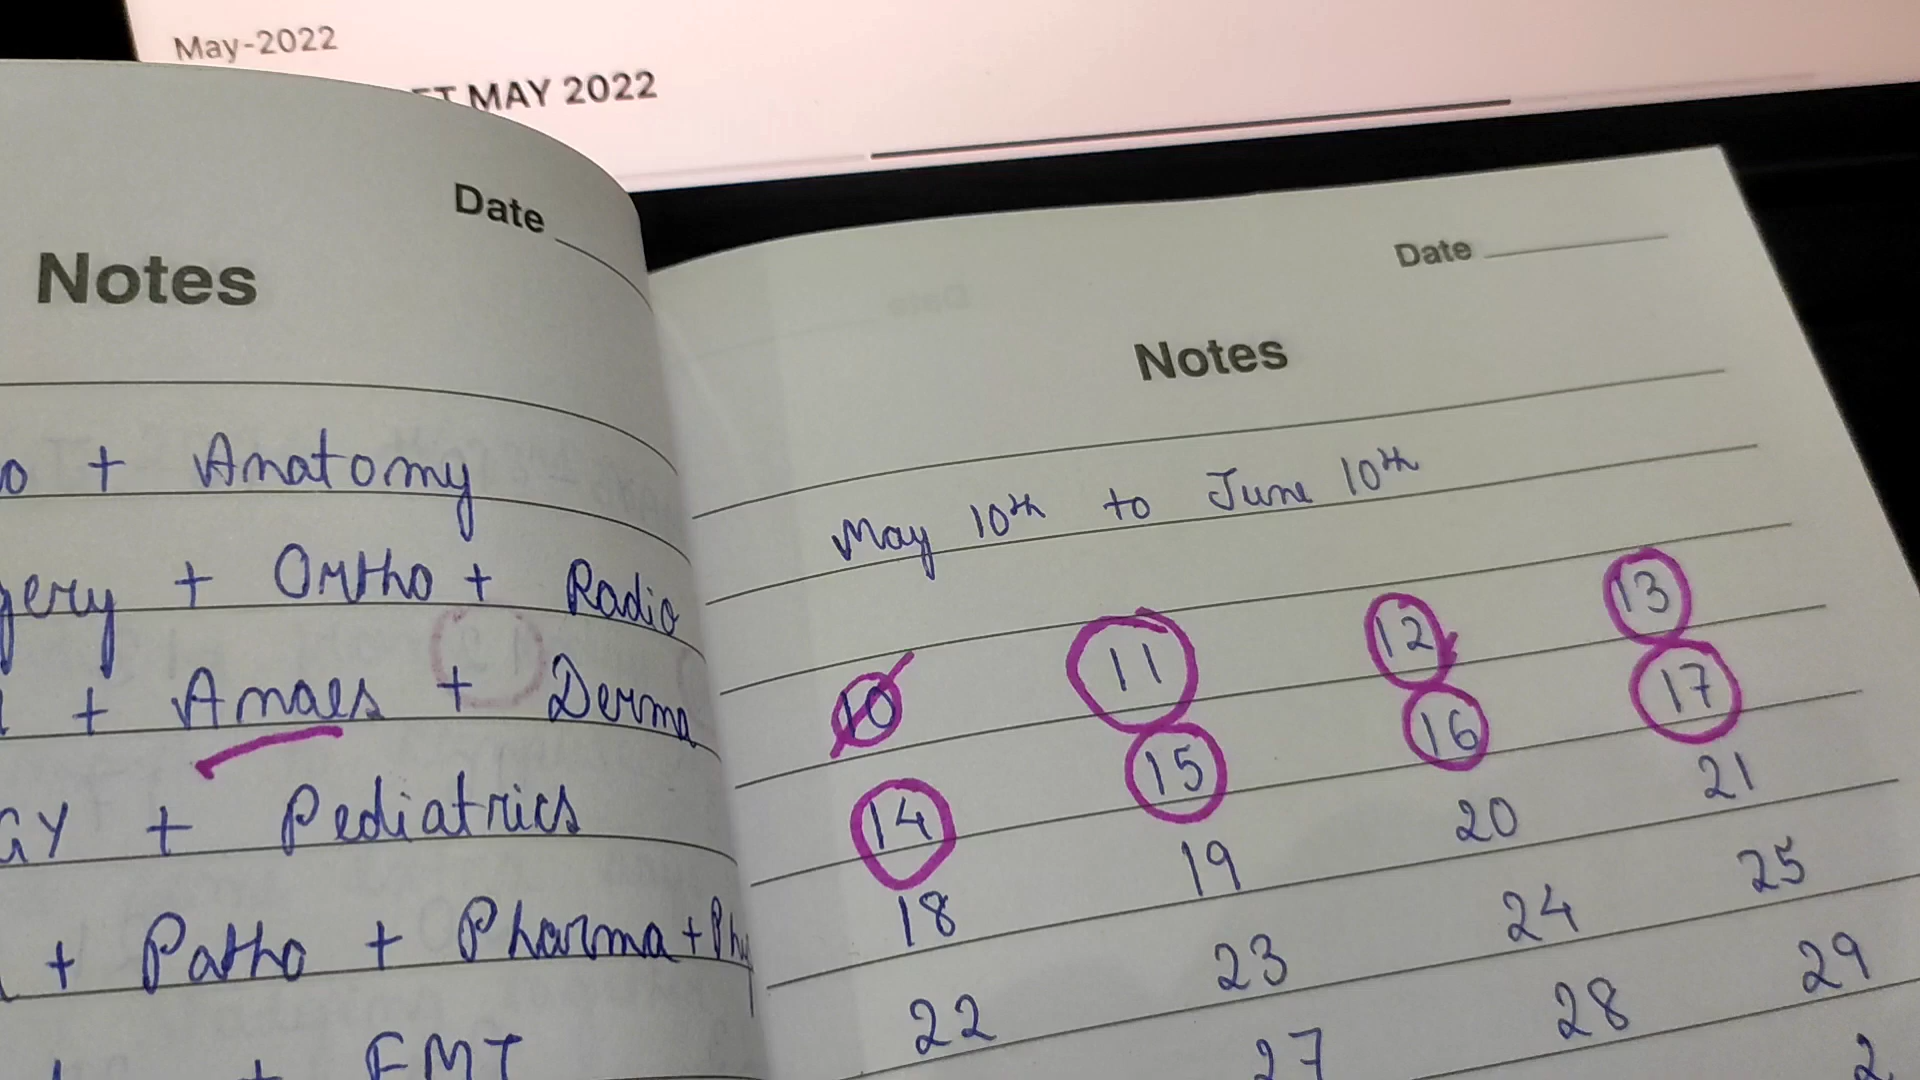 May-2022
MAY 2022
Date
Notes
+ Anatomy
+ Ortho + Radio
+ Anaes + Derma
+ Pediatrics
+ Patho + Pharma +
+ FMT
Date
Notes
May 10th to June 10th
10 11 12 13
14 15 16 17
18 19 20 21
22 23 24 25
27 28 29
2